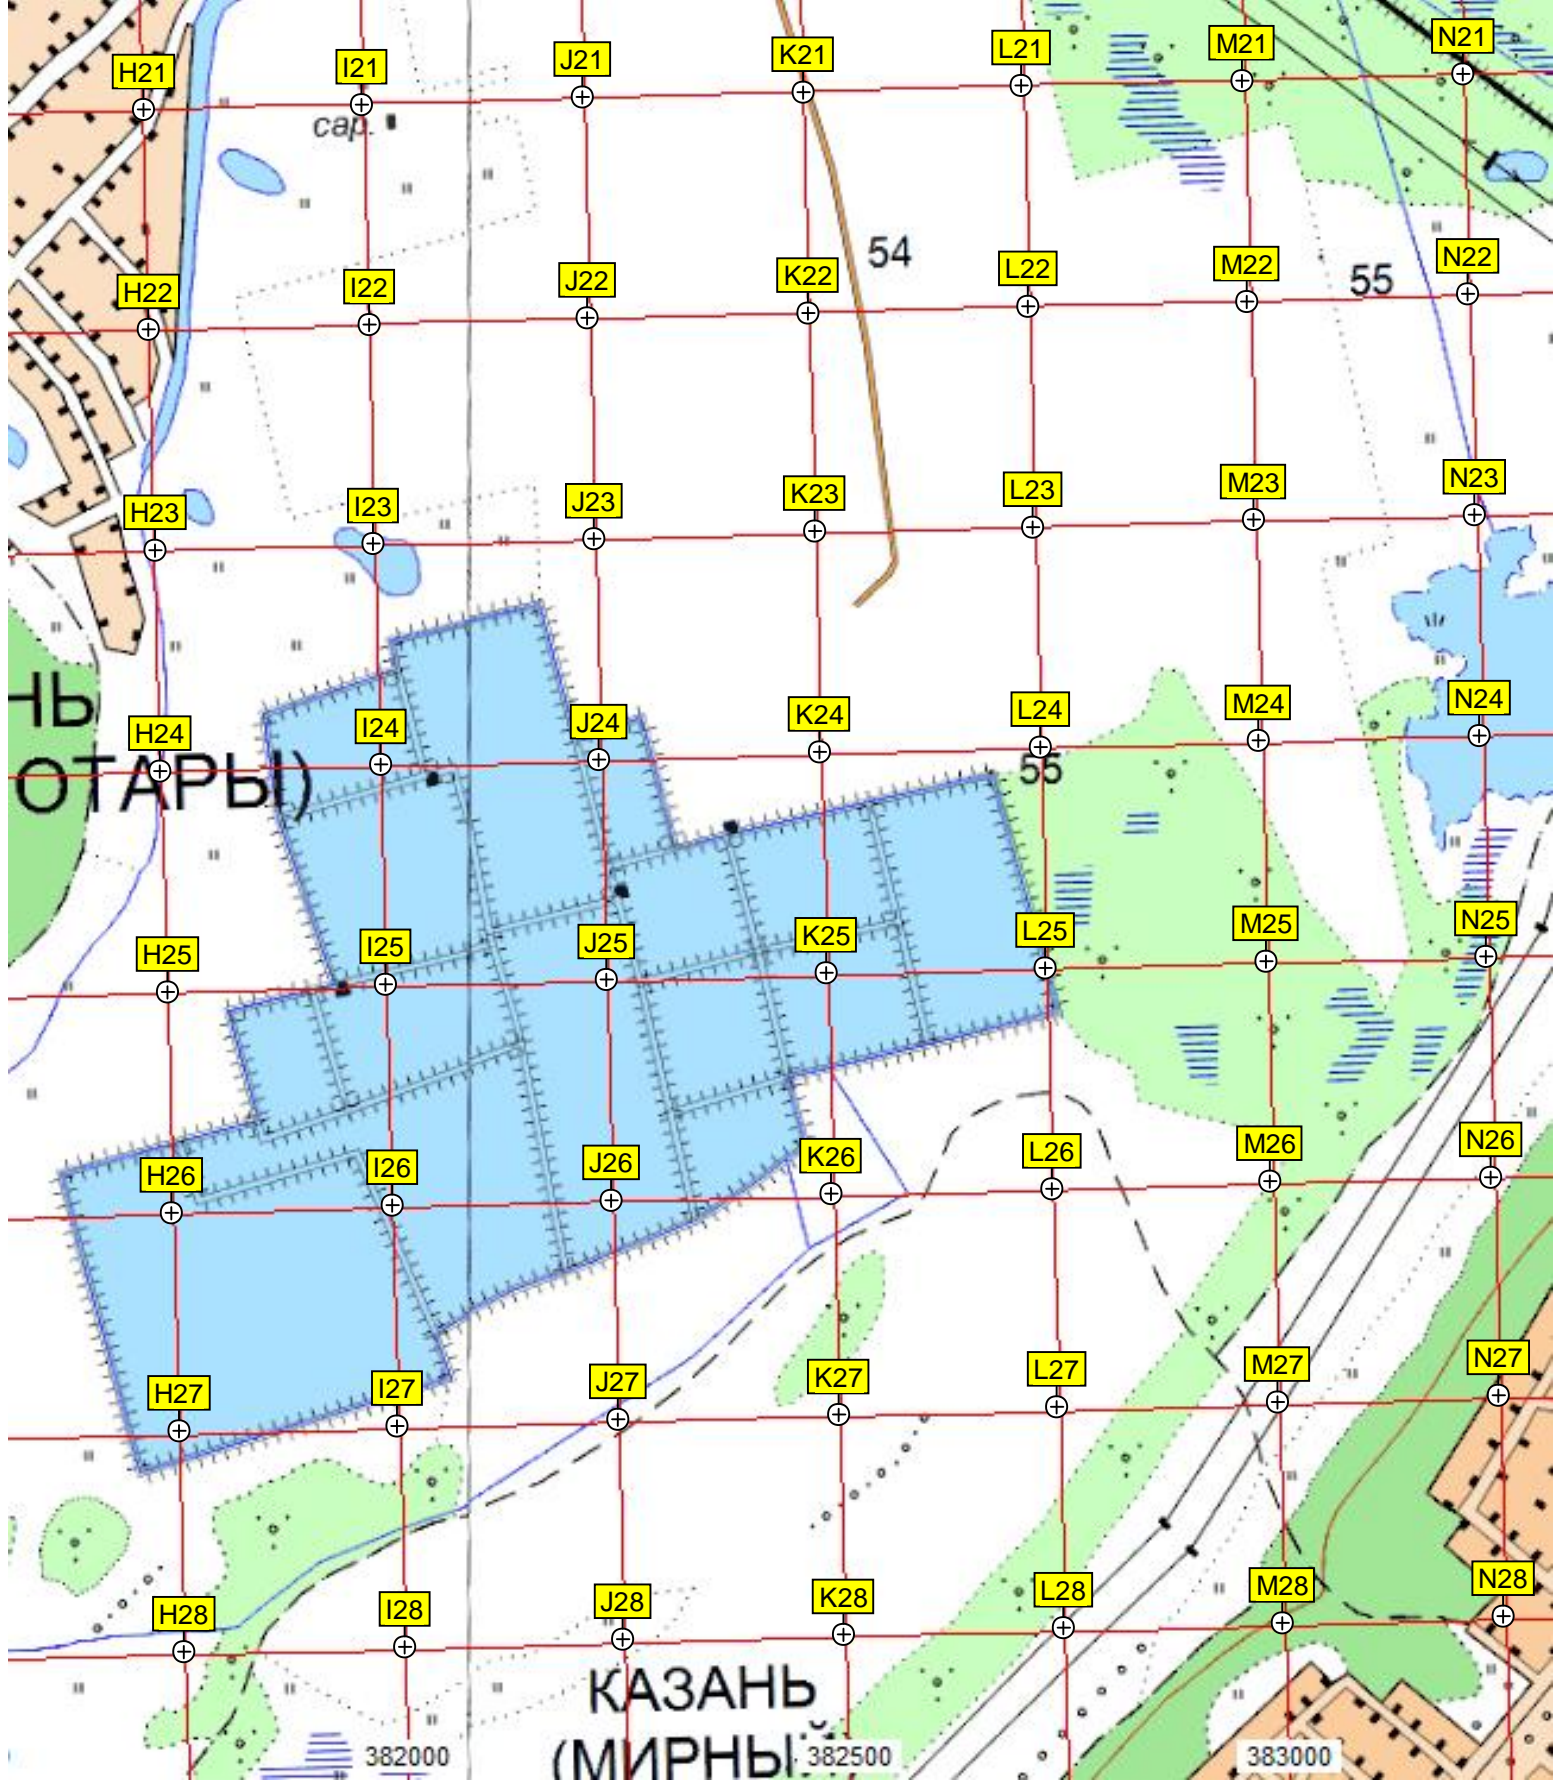 H21 I21 J21 K21 L21 M21 N21
сар.
54
H22 I22 J22 K22 L22 M22 N22
55
H23 I23 J23 K23 L23 M23 N23
НЬ
H24 I24 J24 K24 L24 M24 N24
ОТАРЫ)
55
H25 I25 J25 K25 L25 M25 N25
H26 I26 J26 K26 L26 M26 N26
H27 I27 J27 K27 L27 M27 N27
H28 I28 J28 K28 L28 M28 N28
КАЗАНЬ
(МИРНЫЙ
382000 382500 383000